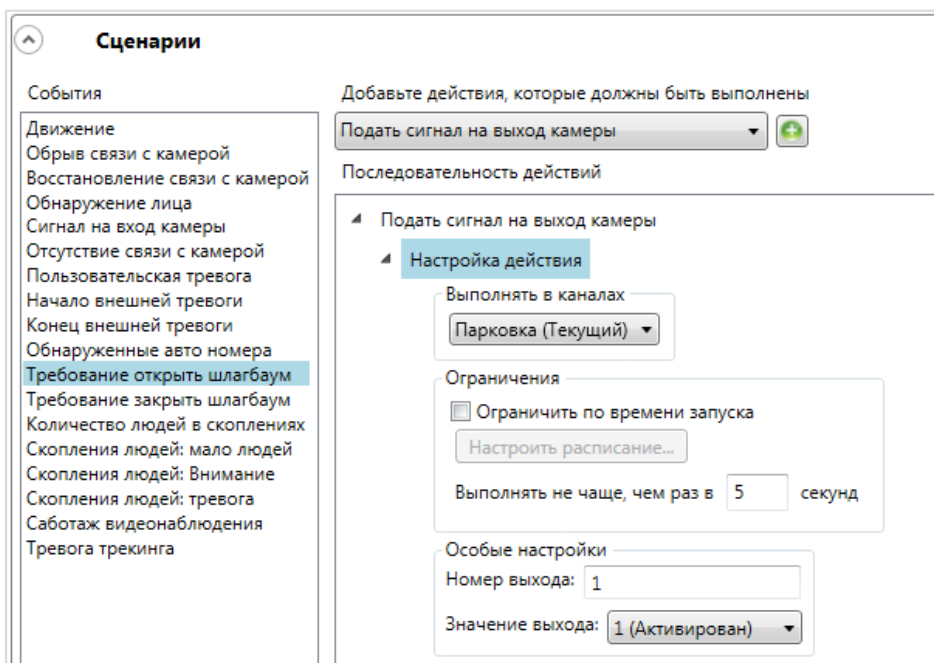 Сценарии
События
Движение
Обрыв связи с камерой
Восстановление связи с камерой
Обнаружение лица
Сигнал на вход камеры
Отсутствие связи с камерой
Пользовательская тревога
Начало внешней тревоги
Конец внешней тревоги
Обнаруженные авто номера
Требование открыть шлагбаум
Требование закрыть шлагбаум
Количество людей в скоплениях
Скопления людей: мало людей
Скопления людей: Внимание
Скопления людей: тревога
Саботаж видеонаблюдения
Тревога трекинга
Добавьте действия, которые должны быть выполнены
Подать сигнал на выход камеры
Последовательность действий
Подать сигнал на выход камеры
Настройка действия
Выполнять в каналах
Парковка (Текущий)
Ограничения
Ограничить по времени запуска
Настроить расписание...
Выполнять не чаще, чем раз в 5 секунд
Особые настройки
Номер выхода: 1
Значение выхода: 1 (Активирован)